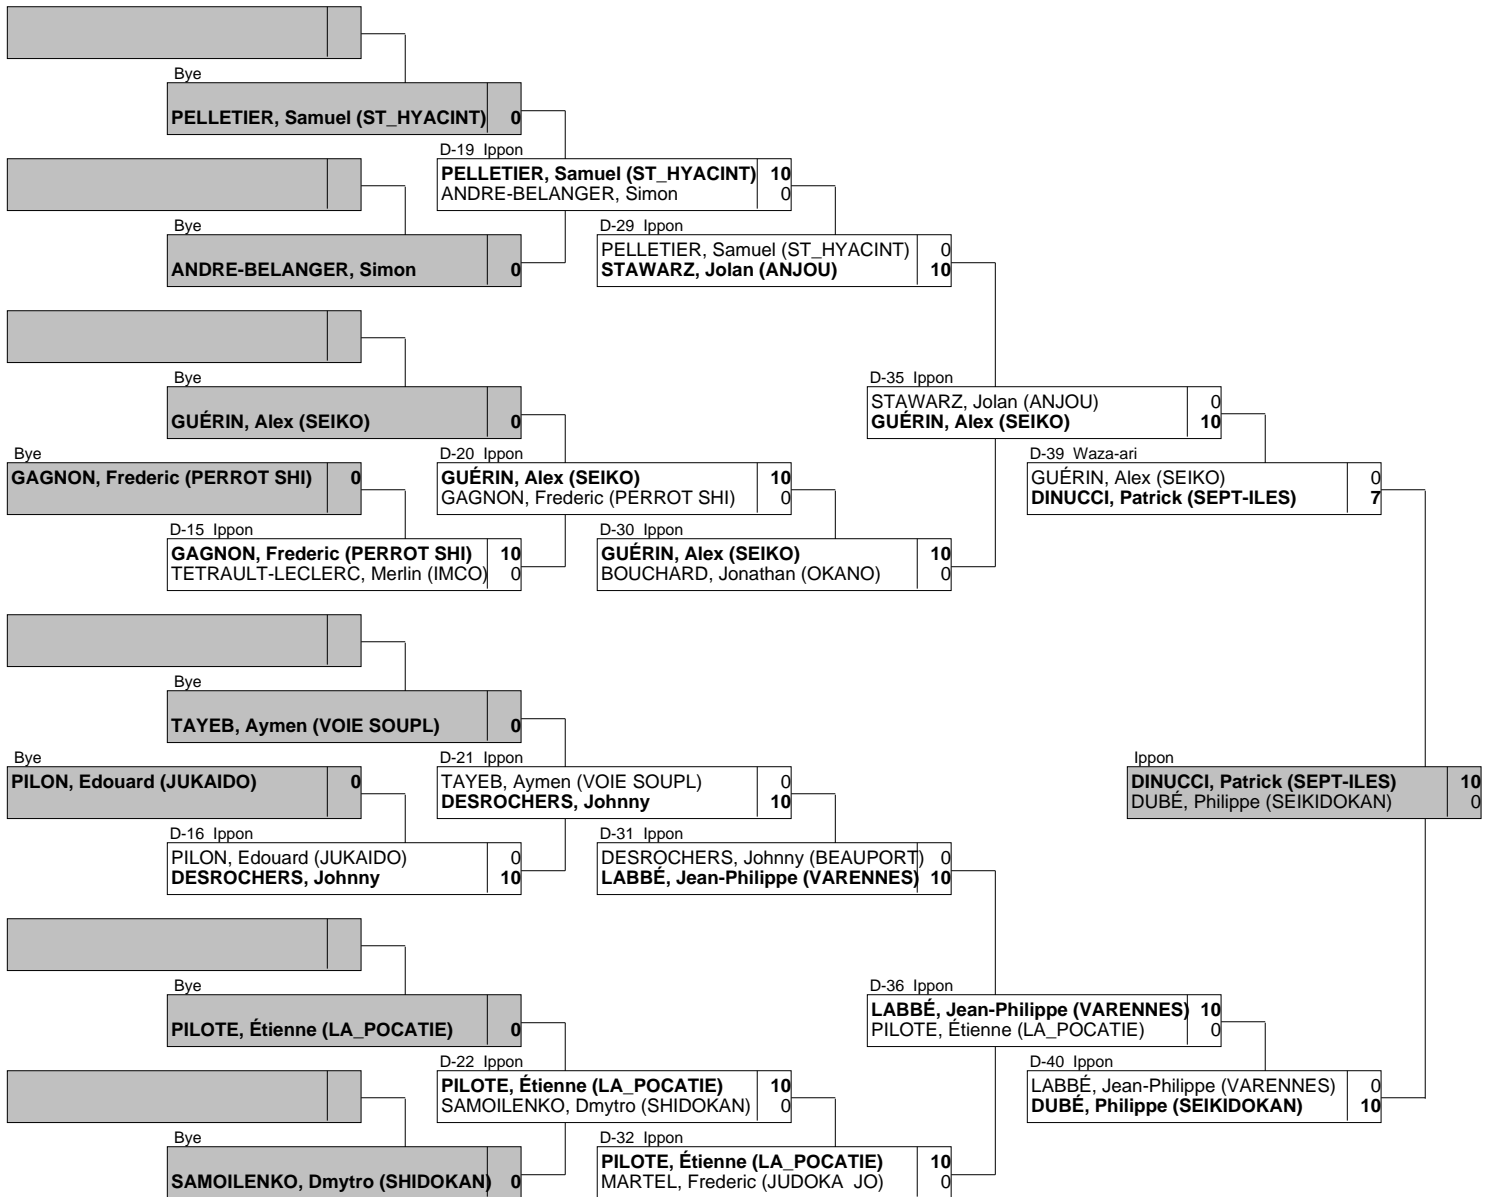 Bye
PELLETIER, Samuel (ST_HYACINT) 0
D-19 Ippon
PELLETIER, Samuel (ST_HYACINT) 10
ANDRE-BELANGER, Simon 0
Bye
ANDRE-BELANGER, Simon 0
D-29 Ippon
PELLETIER, Samuel (ST_HYACINT) 0
STAWARZ, Jolan (ANJOU) 10
Bye
GUÉRIN, Alex (SEIKO) 0
D-35 Ippon
STAWARZ, Jolan (ANJOU) 0
GUÉRIN, Alex (SEIKO) 10
Bye
GAGNON, Frederic (PERROT SHI) 0
D-20 Ippon
GUÉRIN, Alex (SEIKO) 10
GAGNON, Frederic (PERROT SHI) 0
D-39 Waza-ari
GUÉRIN, Alex (SEIKO) 0
DINUCCI, Patrick (SEPT-ILES) 7
D-15 Ippon
GAGNON, Frederic (PERROT SHI) 10
TETRAULT-LECLERC, Merlin (IMCO) 0
D-30 Ippon
GUÉRIN, Alex (SEIKO) 10
BOUCHARD, Jonathan (OKANO) 0
Bye
TAYEB, Aymen (VOIE SOUPL) 0
Bye
PILON, Edouard (JUKAIDO) 0
D-21 Ippon
TAYEB, Aymen (VOIE SOUPL) 0
DESROCHERS, Johnny 10
Ippon
DINUCCI, Patrick (SEPT-ILES) 10
DUBÉ, Philippe (SEIKIDOKAN) 0
D-16 Ippon
PILON, Edouard (JUKAIDO) 0
DESROCHERS, Johnny 10
D-31 Ippon
DESROCHERS, Johnny (BEAUPORT) 0
LABBÉ, Jean-Philippe (VARENNES) 10
Bye
PILOTE, Étienne (LA_POCATIE) 0
D-36 Ippon
LABBÉ, Jean-Philippe (VARENNES) 10
PILOTE, Étienne (LA_POCATIE) 0
D-22 Ippon
PILOTE, Étienne (LA_POCATIE) 10
SAMOILENKO, Dmytro (SHIDOKAN) 0
D-40 Ippon
LABBÉ, Jean-Philippe (VARENNES) 0
DUBÉ, Philippe (SEIKIDOKAN) 10
Bye
SAMOILENKO, Dmytro (SHIDOKAN) 0
D-32 Ippon
PILOTE, Étienne (LA_POCATIE) 10
MARTEL, Frederic (JUDOKA JO) 0